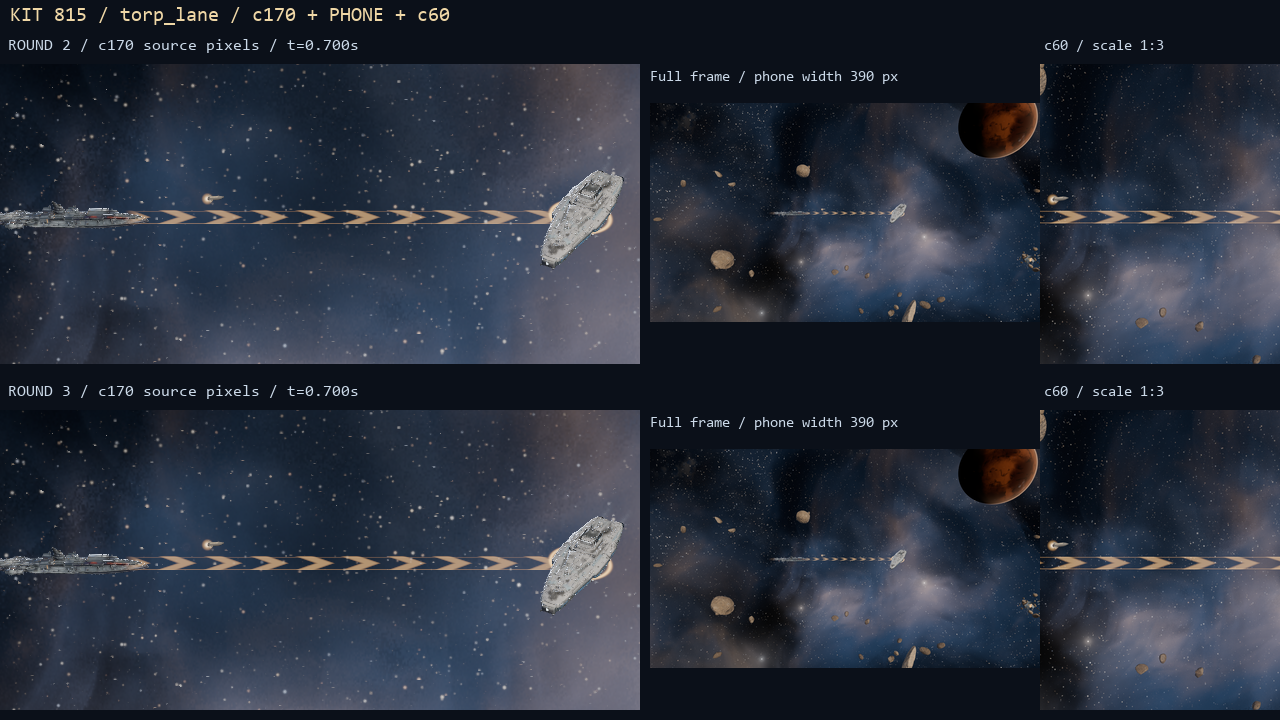 KIT 815 / torp_lane / c170 + PHONE + c60
ROUND 2 / c170 source pixels / t=0.700s
c60 / scale 1:3
Full frame / phone width 390 px
ROUND 3 / c170 source pixels / t=0.700s
c60 / scale 1:3
Full frame / phone width 390 px